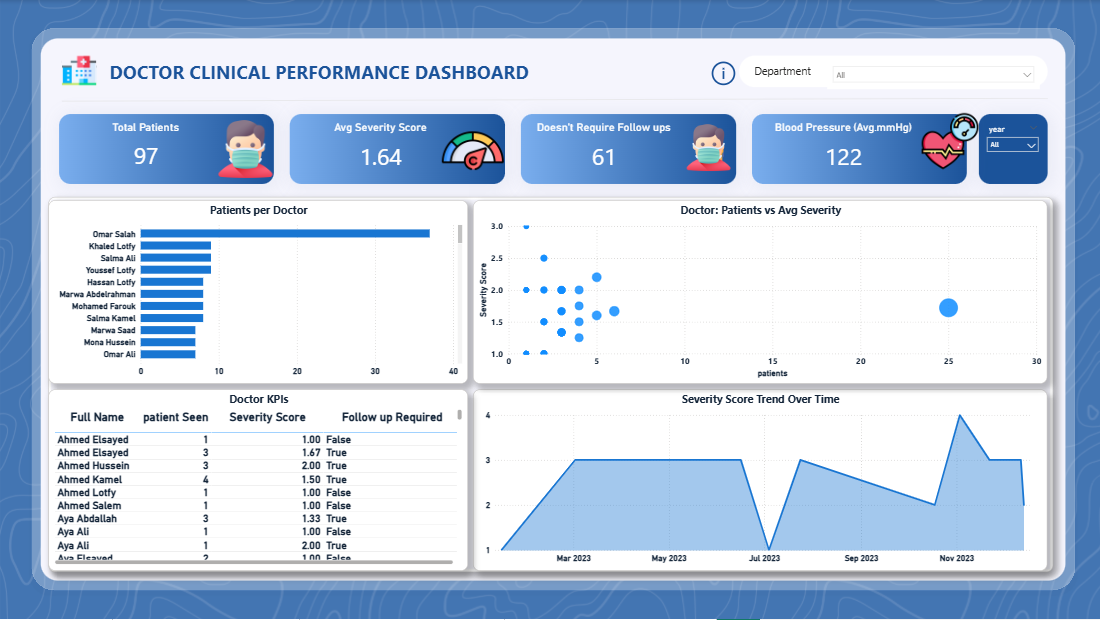 DOCTOR CLINICAL PERFORMANCE DASHBOARD
i
Department
All
Total Patients
97
Avg Severity Score
1.64
C
Doesn't Require Follow ups
61
Blood Pressure (Avg.mmHg)
122
year
All
Patients per Doctor
Omar Salah
Khaled Lotfy
Salma Ali
Youssef Lotfy
Hassan Lotfy
Marwa Abdelrahman
Mohamed Farouk
Salma Kamel
Marwa Saad
Mona Hussein
Omar Ali
0 10 20 30 40
Doctor: Patients vs Avg Severity
Severity Score
3.0
2.5
2.0
1.5
1.0
0 5 10 15 20 25 30
patients
Doctor KPIs
Full Name patient Seen Severity Score Follow up Required
Ahmed Elsayed 1 1.00 False
Ahmed Elsayed 3 1.67 True
Ahmed Hussein 3 2.00 True
Ahmed Kamel 4 1.50 True
Ahmed Lotfy 1 1.00 False
Ahmed Salem 1 1.00 False
Aya Abdallah 3 1.33 True
Aya Ali 1 1.00 False
Aya Ali 1 2.00 True
Aya Elsayed 2 1.00 False
Severity Score Trend Over Time
4
3
2
1
Mar 2023 May 2023 Jul 2023 Sep 2023 Nov 2023